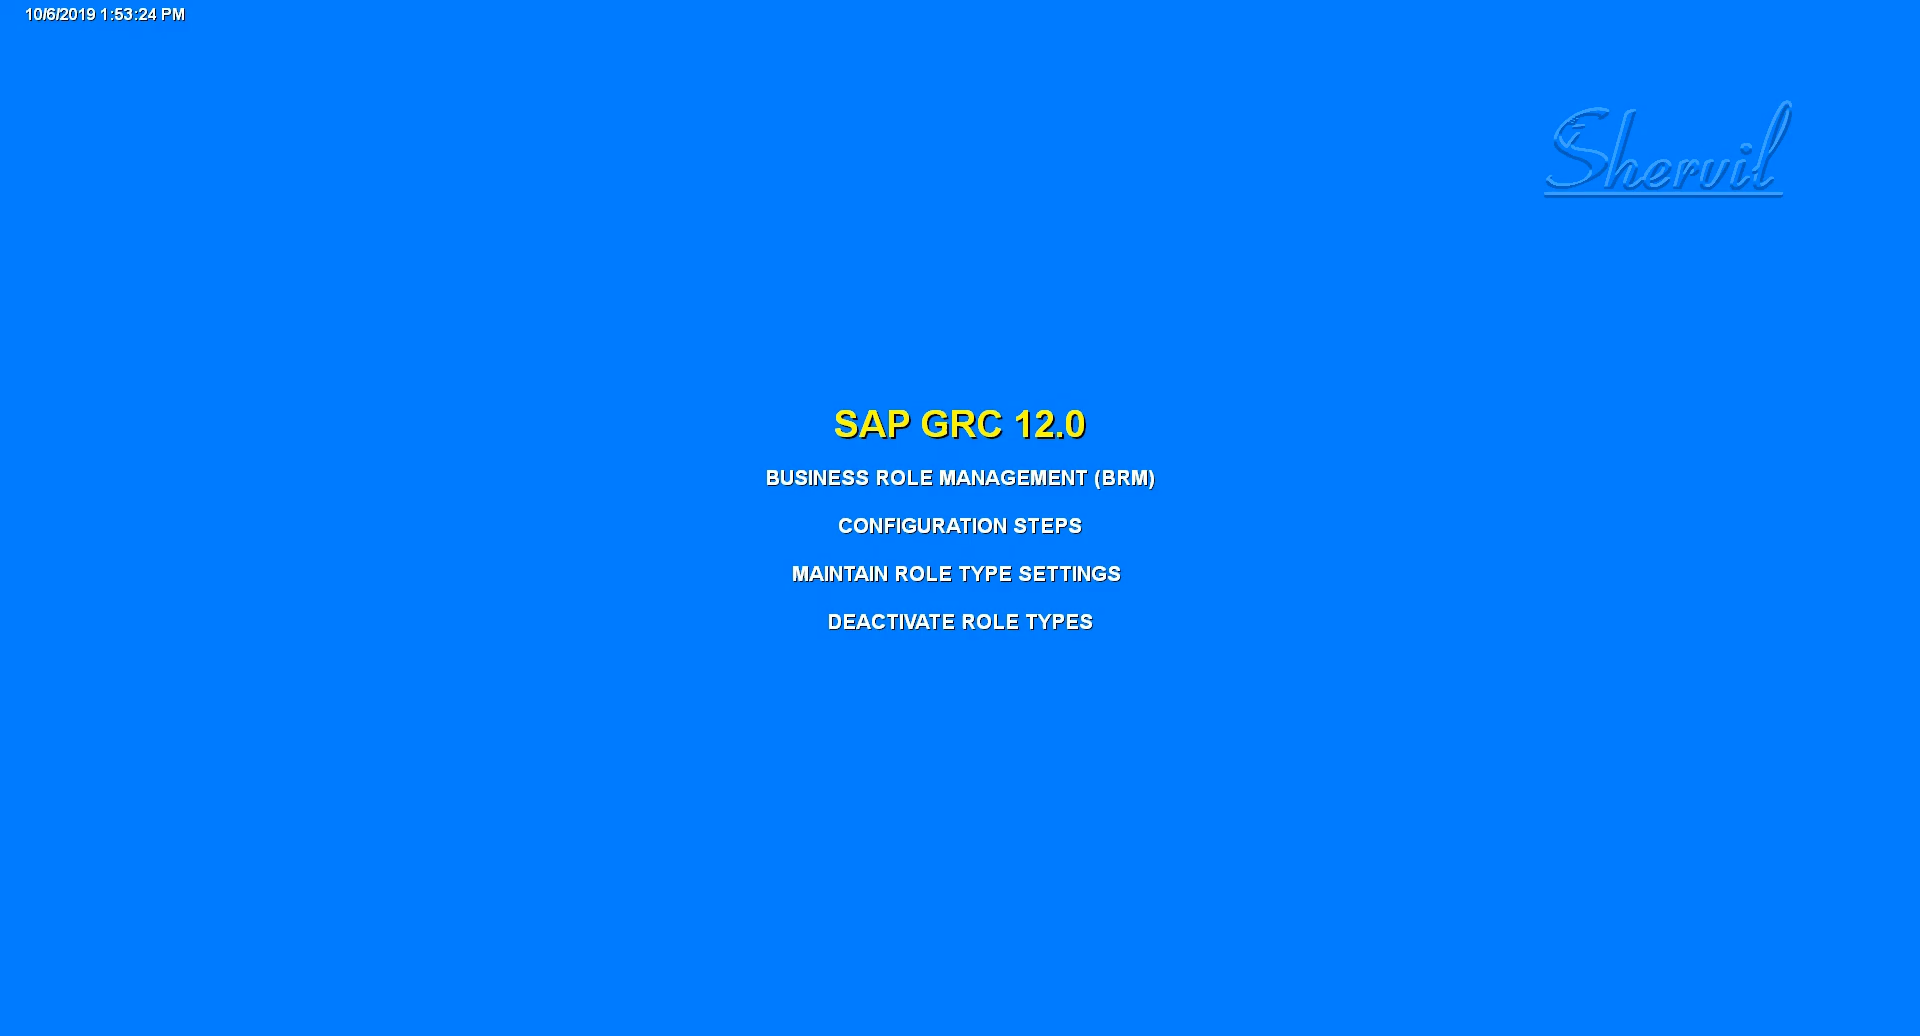 10/6/2019 1:53:24 PM
Shervil
SAP GRC 12.0
BUSINESS ROLE MANAGEMENT (BRM)
CONFIGURATION STEPS
MAINTAIN ROLE TYPE SETTINGS
DEACTIVATE ROLE TYPES